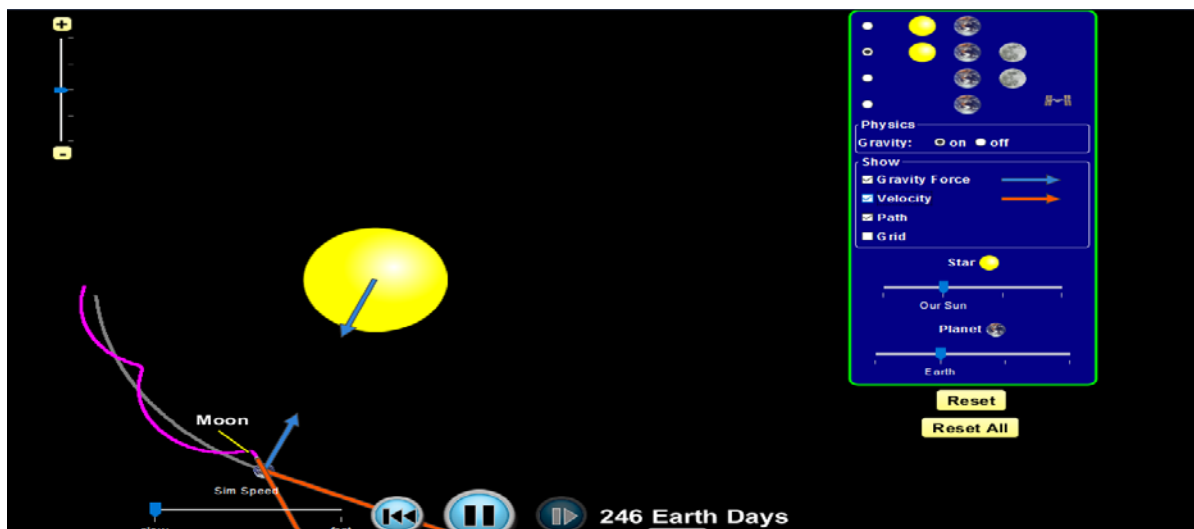 +
-
Physics
Gravity: on off
Show
Gravity Force
Velocity
Path
Grid
Star
Our Sun
Planet
Earth
Reset
Reset All
Moon
Sim Speed
246 Earth Days